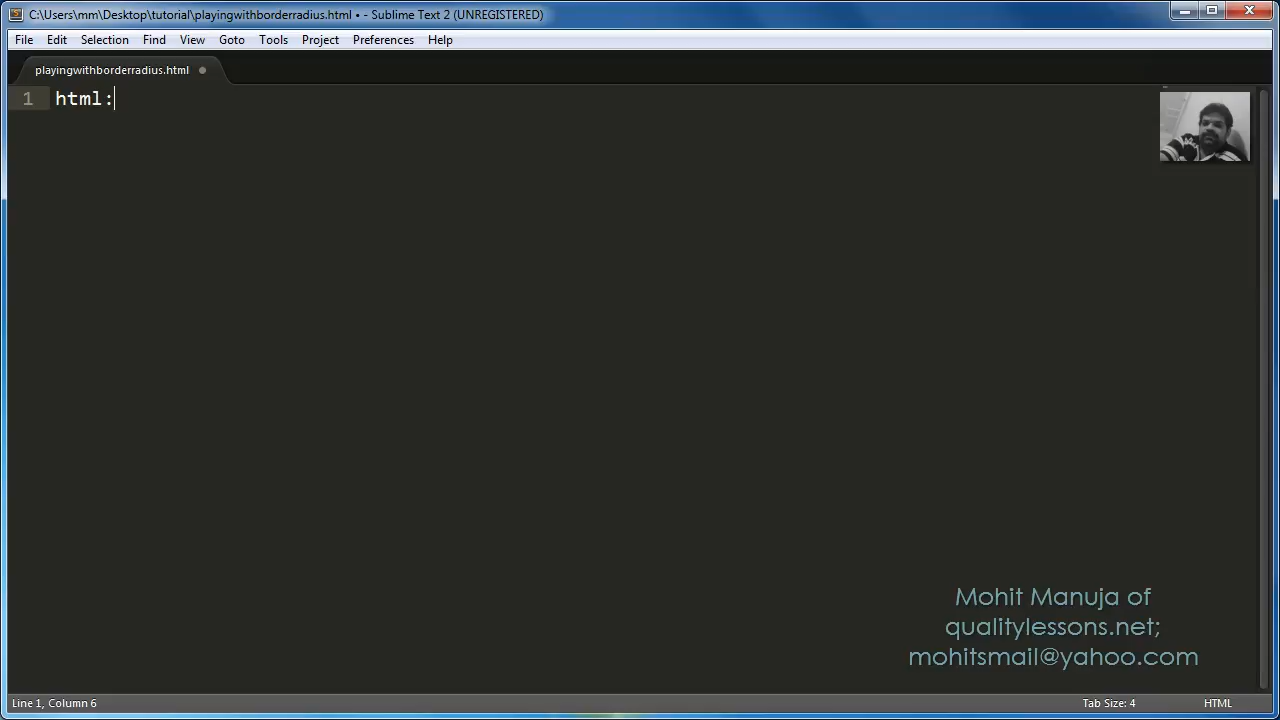 C:\Users\mm\Desktop\tutorial\playingwithborderradius.html • - Sublime Text 2 (UNREGISTERED)
File Edit Selection Find View Goto Tools Project Preferences Help
playingwithborderradius.html
1 html:
Mohit Manuja of
qualitylessons.net;
mohitsmail@yahoo.com
Line 1, Column 6 Tab Size: 4 HTML